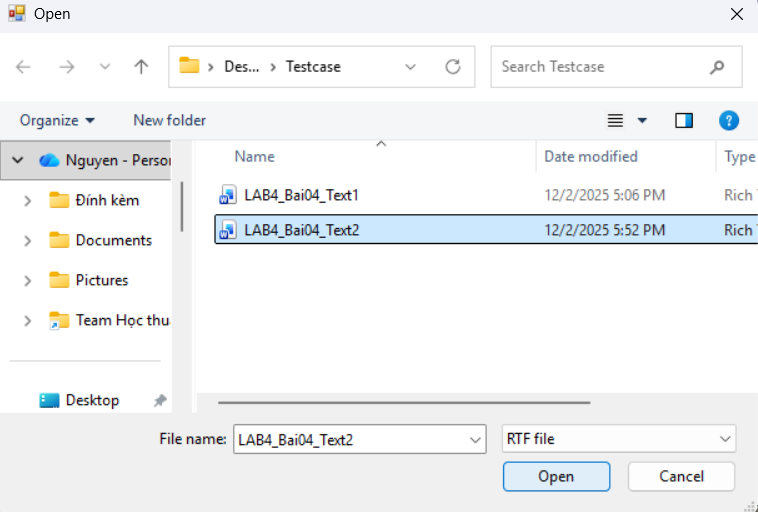 Open
Des... Testcase
Search Testcase
Organize
New folder
?
Name
Date modified
Type
Nguyen - Person
Đính kèm
Documents
Pictures
Team Học thu
Desktop
LAB4_Bai04_Text1 12/2/2025 5:06 PM Rich
LAB4_Bai04_Text2 12/2/2025 5:52 PM Rich
File name: LAB4_Bai04_Text2
RTF file
Open
Cancel